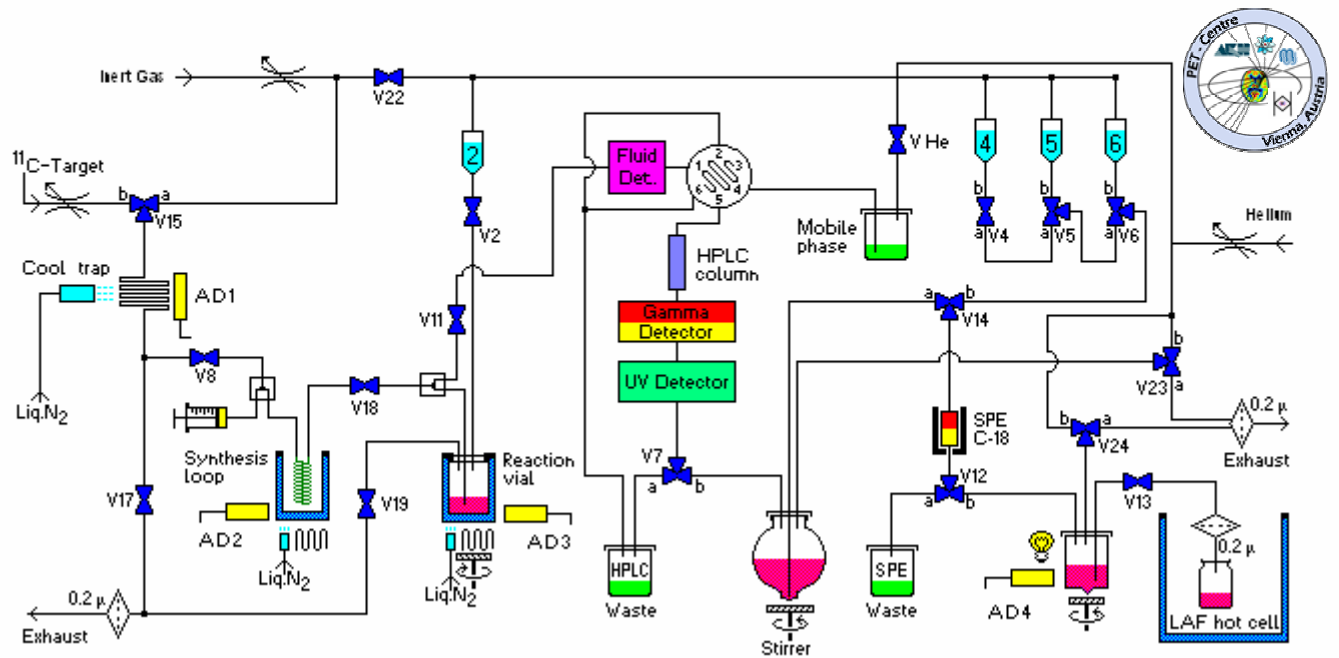 PET - Centre
Vienna, Austria
Inert Gas
V22
11C-Target
b
a
V15
2
V2
Fluid
Det.
1
2
3
4
5
6
V He
Mobile
phase
4
5
6
b
a
V4
b
a
V5
b
a
V6
Helium
Cool trap
AD1
Liq.N2
V8
V11
V18
HPLC
column
Gamma
Detector
UV Detector
a
b
V14
b
a
V23
SPE
C-18
b
a
V24
0.2 μ
Exhaust
Synthesis
loop
Reaction
vial
V17
V19
AD2
AD3
Liq.N2
Liq.N2
V7
a
b
V12
a
b
V13
0.2 μ
HPLC
Waste
SPE
Waste
Stirrer
AD4
LAF hot cell
0.2 μ
Exhaust